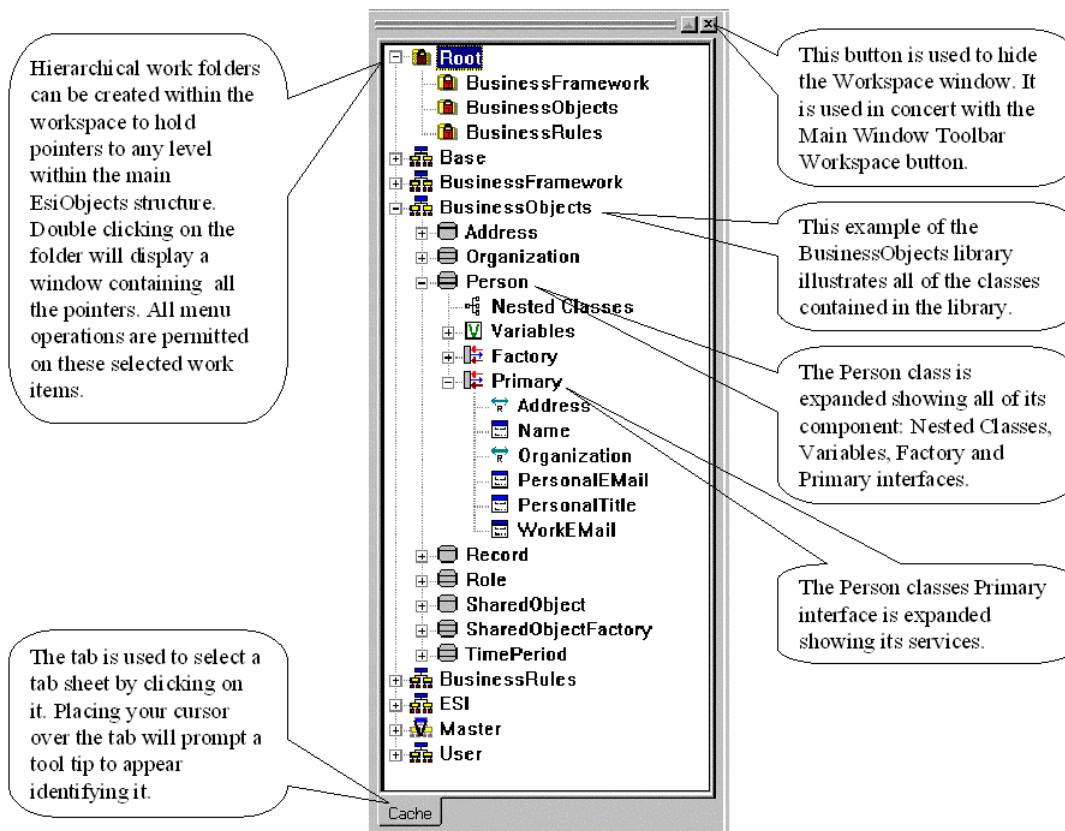 Hierarchical work folders
can be created within the
workspace to hold
pointers to any level
within the main
EsiObjects structure.
Double clicking on the
folder will display a
window containing all
the pointers. All menu
operations are permitted
on these selected work
items.
The tab is used to select a
tab sheet by clicking on
it. Placing your cursor
over the tab will prompt a
tool tip to appear
identifying it.
Root
BusinessFramework
BusinessObjects
BusinessRules
Base
BusinessFramework
BusinessObjects
Address
Organization
Person
Nested Classes
Variables
Factory
Primary
Address
Name
Organization
PersonalEMail
PersonalTitle
WorkEMail
Record
Role
SharedObject
SharedObjectFactory
TimePeriod
BusinessRules
ESI
Master
User
Cache
This button is used to hide
the Workspace window. It
is used in concert with the
Main Window Toolbar
Workspace button.
This example of the
BusinessObjects library
illustrates all of the classes
contained in the library.
The Person class is
expanded showing all of its
component: Nested Classes,
Variables, Factory and
Primary interfaces.
The Person classes Primary
interface is expanded
showing its services.